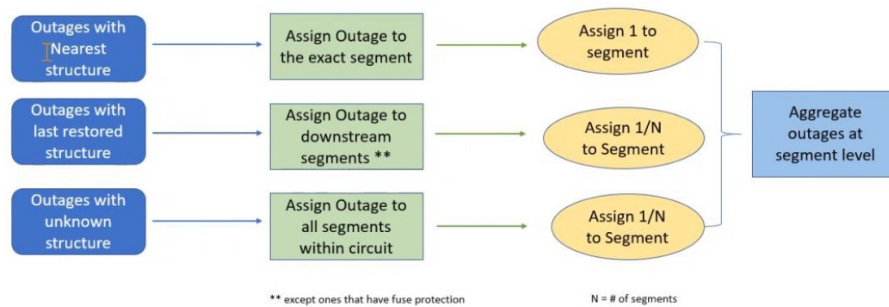 Outages with
Nearest
structure
Assign Outage to
the exact segment
Assign 1 to
segment
Outages with
last restored
structure
Assign Outage to
downstream
segments **
Assign 1/N
to Segment
Aggregate
outages at
segment level
Outages with
unknown
structure
Assign Outage to
all segments
within circuit
Assign 1/N
to Segment
** except ones that have fuse protection
N = # of segments